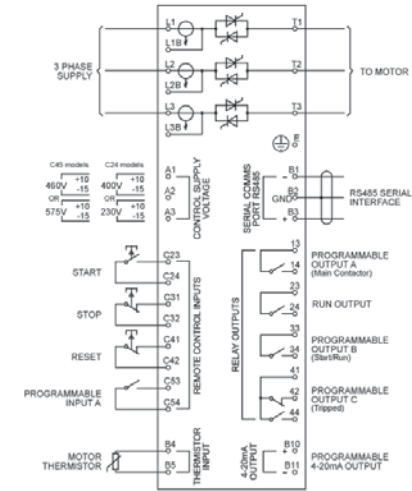 L1
T1
L1B
3 PHASE
SUPPLY
L2
T2
TO MOTOR
L2B
L3
T3
L3B
E
C45 models
C24 models
460V +10 -15
400V +10 -15
OR
OR
575V +10 -15
230V +10 -15
A1
A2
A3
CONTROL SUPPLY
VOLTAGE
SERIAL COMMS
PORT RS485
B1
-
B2
GND
B3
+
RS485 SERIAL
INTERFACE
START
C23
C24
STOP
C31
C32
RESET
C41
C42
PROGRAMMABLE
INPUT A
C53
C54
REMOTE CONTROL INPUTS
RELAY OUTPUTS
13
14
PROGRAMMABLE
OUTPUT A
(Main Contactor)
23
24
RUN OUTPUT
33
34
PROGRAMMABLE
OUTPUT B
(Start/Run)
41
42
44
PROGRAMMABLE
OUTPUT C
(Tripped)
MOTOR
THERMISTOR
B4
B5
THERMISTOR
INPUT
4-20mA
OUTPUT
B10
+
B11
-
PROGRAMMABLE
4-20mA OUTPUT